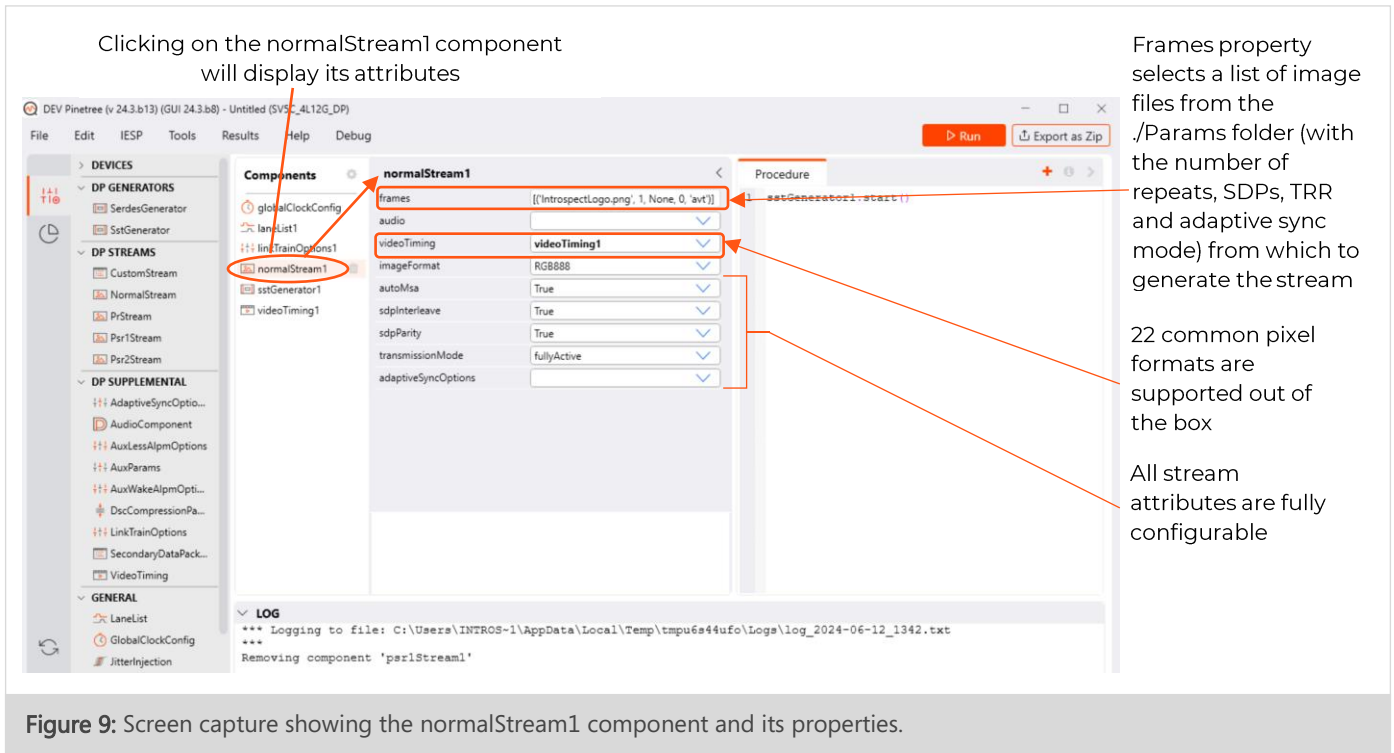 Clicking on the normalStream1 component
will display its attributes
Frames property
selects a list of image
files from the
./Params folder (with
the number of
repeats, SDPs, TRR
and adaptive sync
mode) from which to
generate the stream
22 common pixel
formats are
supported out of
the box
All stream
attributes are fully
configurable
DEV Pinetree (v 24.3.b13) (GUI 24.3.b8) - Untitled (SV5C_4L12G_DP)
File Edit IESP Tools Results Help Debug
Run
Export as Zip
DEVICES
DP GENERATORS
SerdesGenerator
SstGenerator
DP STREAMS
CustomStream
NormalStream
PrStream
Psr1Stream
Psr2Stream
DP SUPPLEMENTAL
AdaptiveSyncOptio...
AudioComponent
AuxLessAlpmOptions
AuxParams
AuxWakeAlpmOpti...
DscCompressionPa...
LinkTrainOptions
SecondaryDataPack...
VideoTiming
GENERAL
LaneList
GlobalClockConfig
JitterInjection
Components
globalClockConfig
laneList1
linkTrainOptions1
normalStream1
sstGenerator1
videoTiming1
normalStream1
frames [('IntrospectLogo.png', 1, None, 0, 'avt')]
audio
videoTiming videoTiming1
imageFormat RGB888
autoMsa True
sdpInterleave True
sdpParity True
transmissionMode fullyActive
adaptiveSyncOptions
Procedure
1 sstGenerator1.start()
LOG
*** Logging to file: C:\Users\INTROS~1\AppData\Local\Temp\tmpu6s44ufo\Logs\log_2024-06-12_1342.txt
***
Removing component 'psr1Stream1'
Figure 9: Screen capture showing the normalStream1 component and its properties.